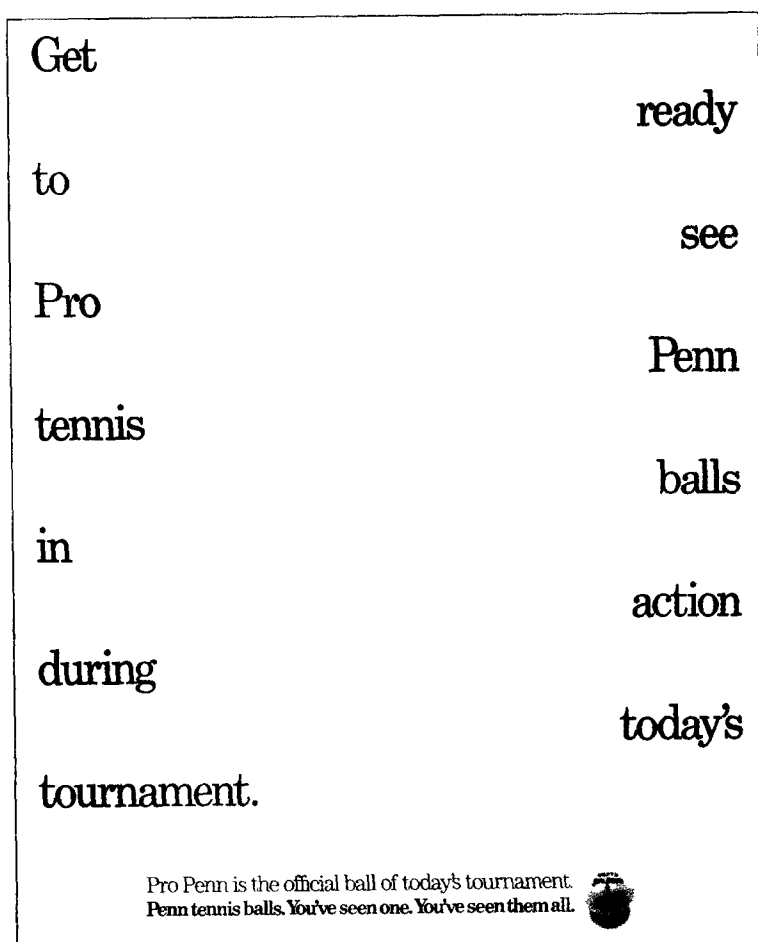 Get
ready
to
see
Pro
Penn
tennis
balls
in
action
during
today's
tournament.
Pro Penn is the official ball of today's tournament.
Penn tennis balls. You've seen one. You've seen them all.